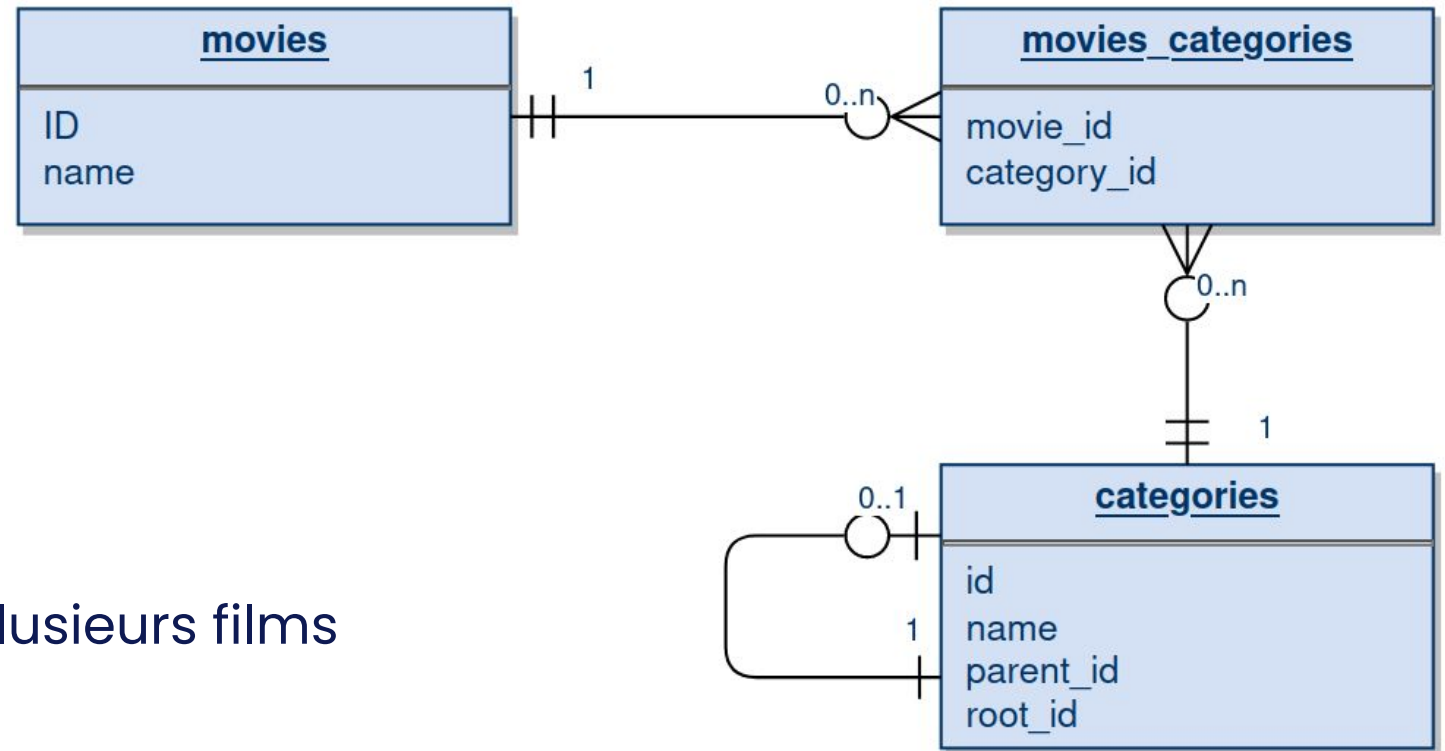 movies
ID
name
1
0..n
movies_categories
movie_id
category_id
0..n
1
categories
id
name
parent_id
root_id
0..1
1
lusieurs films